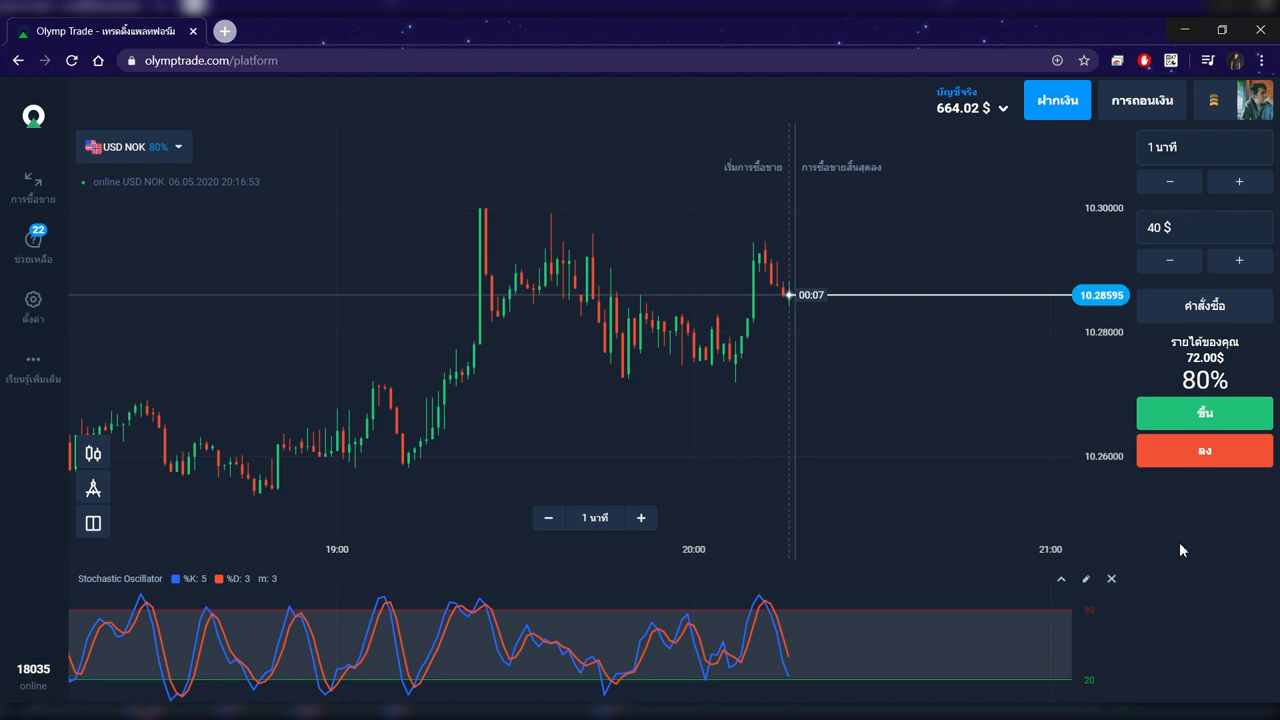 Olymp Trade - เทรดดิ้งแพลทฟอร์ม
olymptrade.com/platform
บัญชีจริง
664.02 $
ฝากเงิน
การถอนเงิน
USD NOK 80%
online USD NOK 06.05.2020 20:16:53
เริ่มการซื้อขาย
การซื้อขายสิ้นสุดลง
1 นาที
40 $
คำสั่งซื้อ
รายได้ของคุณ
72.00$
80%
ขึ้น
ลง
การซื้อขาย
22
ช่วยเหลือ
ตั้งค่า
เรียนรู้เพิ่มเติม
10.30000
00:07
10.28595
10.28000
10.26000
1 นาที
19:00
20:00
21:00
Stochastic Oscillator %K: 5 %D: 3 m: 3
80
20
18035
online